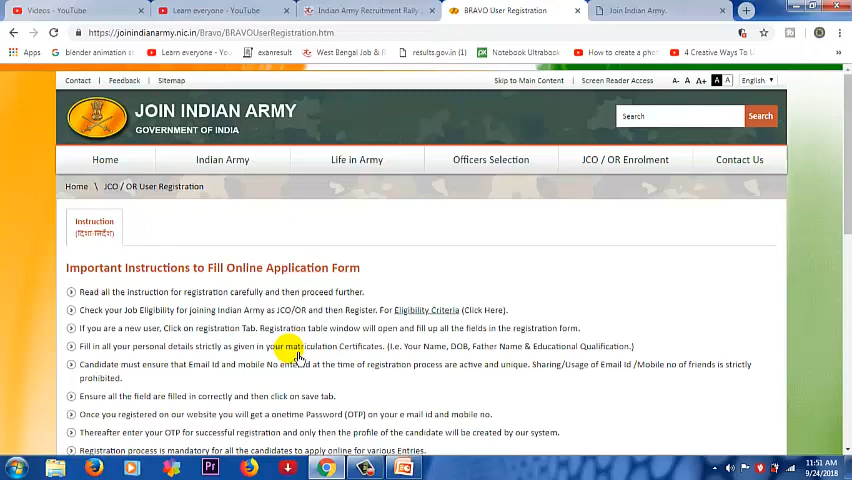 Videos - YouTube
Learn everyone - YouTube
Indian Army Recruitment Rally
BRAVO User Registration
Join Indian Army.
https://joinindianarmy.nic.in/Bravo/BRAVOUserRegistration.htm
Apps
blender animation s
examresult
West Bengal Job &
results.gov.in (1)
Notebook Ultrabook
How to create a pho
4 Creative Ways To
Contact
Feedback
Sitemap
Skip to Main Content
Screen Reader Access
A-
A
A+
A
A
English
JOIN INDIAN ARMY
GOVERNMENT OF INDIA
Search
Search
Home
Indian Army
Life in Army
Officers Selection
JCO / OR Enrolment
Contact Us
Home \ JCO / OR User Registration
Instruction
(दिशा-निर्देश)
Important Instructions to Fill Online Application Form
Read all the instruction for registration carefully and then proceed further.
Check your Job Eligibility for joining Indian Army as JCO/OR and then Register. For Eligibility Criteria (Click Here).
If you are a new user, Click on registration Tab. Registration table window will open and fill up all the fields in the registration form.
Fill in all your personal details strictly as given in your matriculation Certificates. (I.e. Your Name, DOB, Father Name & Educational Qualification.)
Candidate must ensure that Email Id and mobile No entered at the time of registration process are active and unique. Sharing/Usage of Email Id /Mobile no of friends is strictly
prohibited.
Ensure all the field are filled in correctly and then click on save tab.
Once you registered on our website you will get a onetime Password (OTP) on your e mail id and mobile no.
Thereafter enter your OTP for successful registration and only then the profile of the candidate will be created by our system.
Registration process is mandatory for all the candidates to apply online for various Entries.
Pr
11:51 AM
9/24/2018